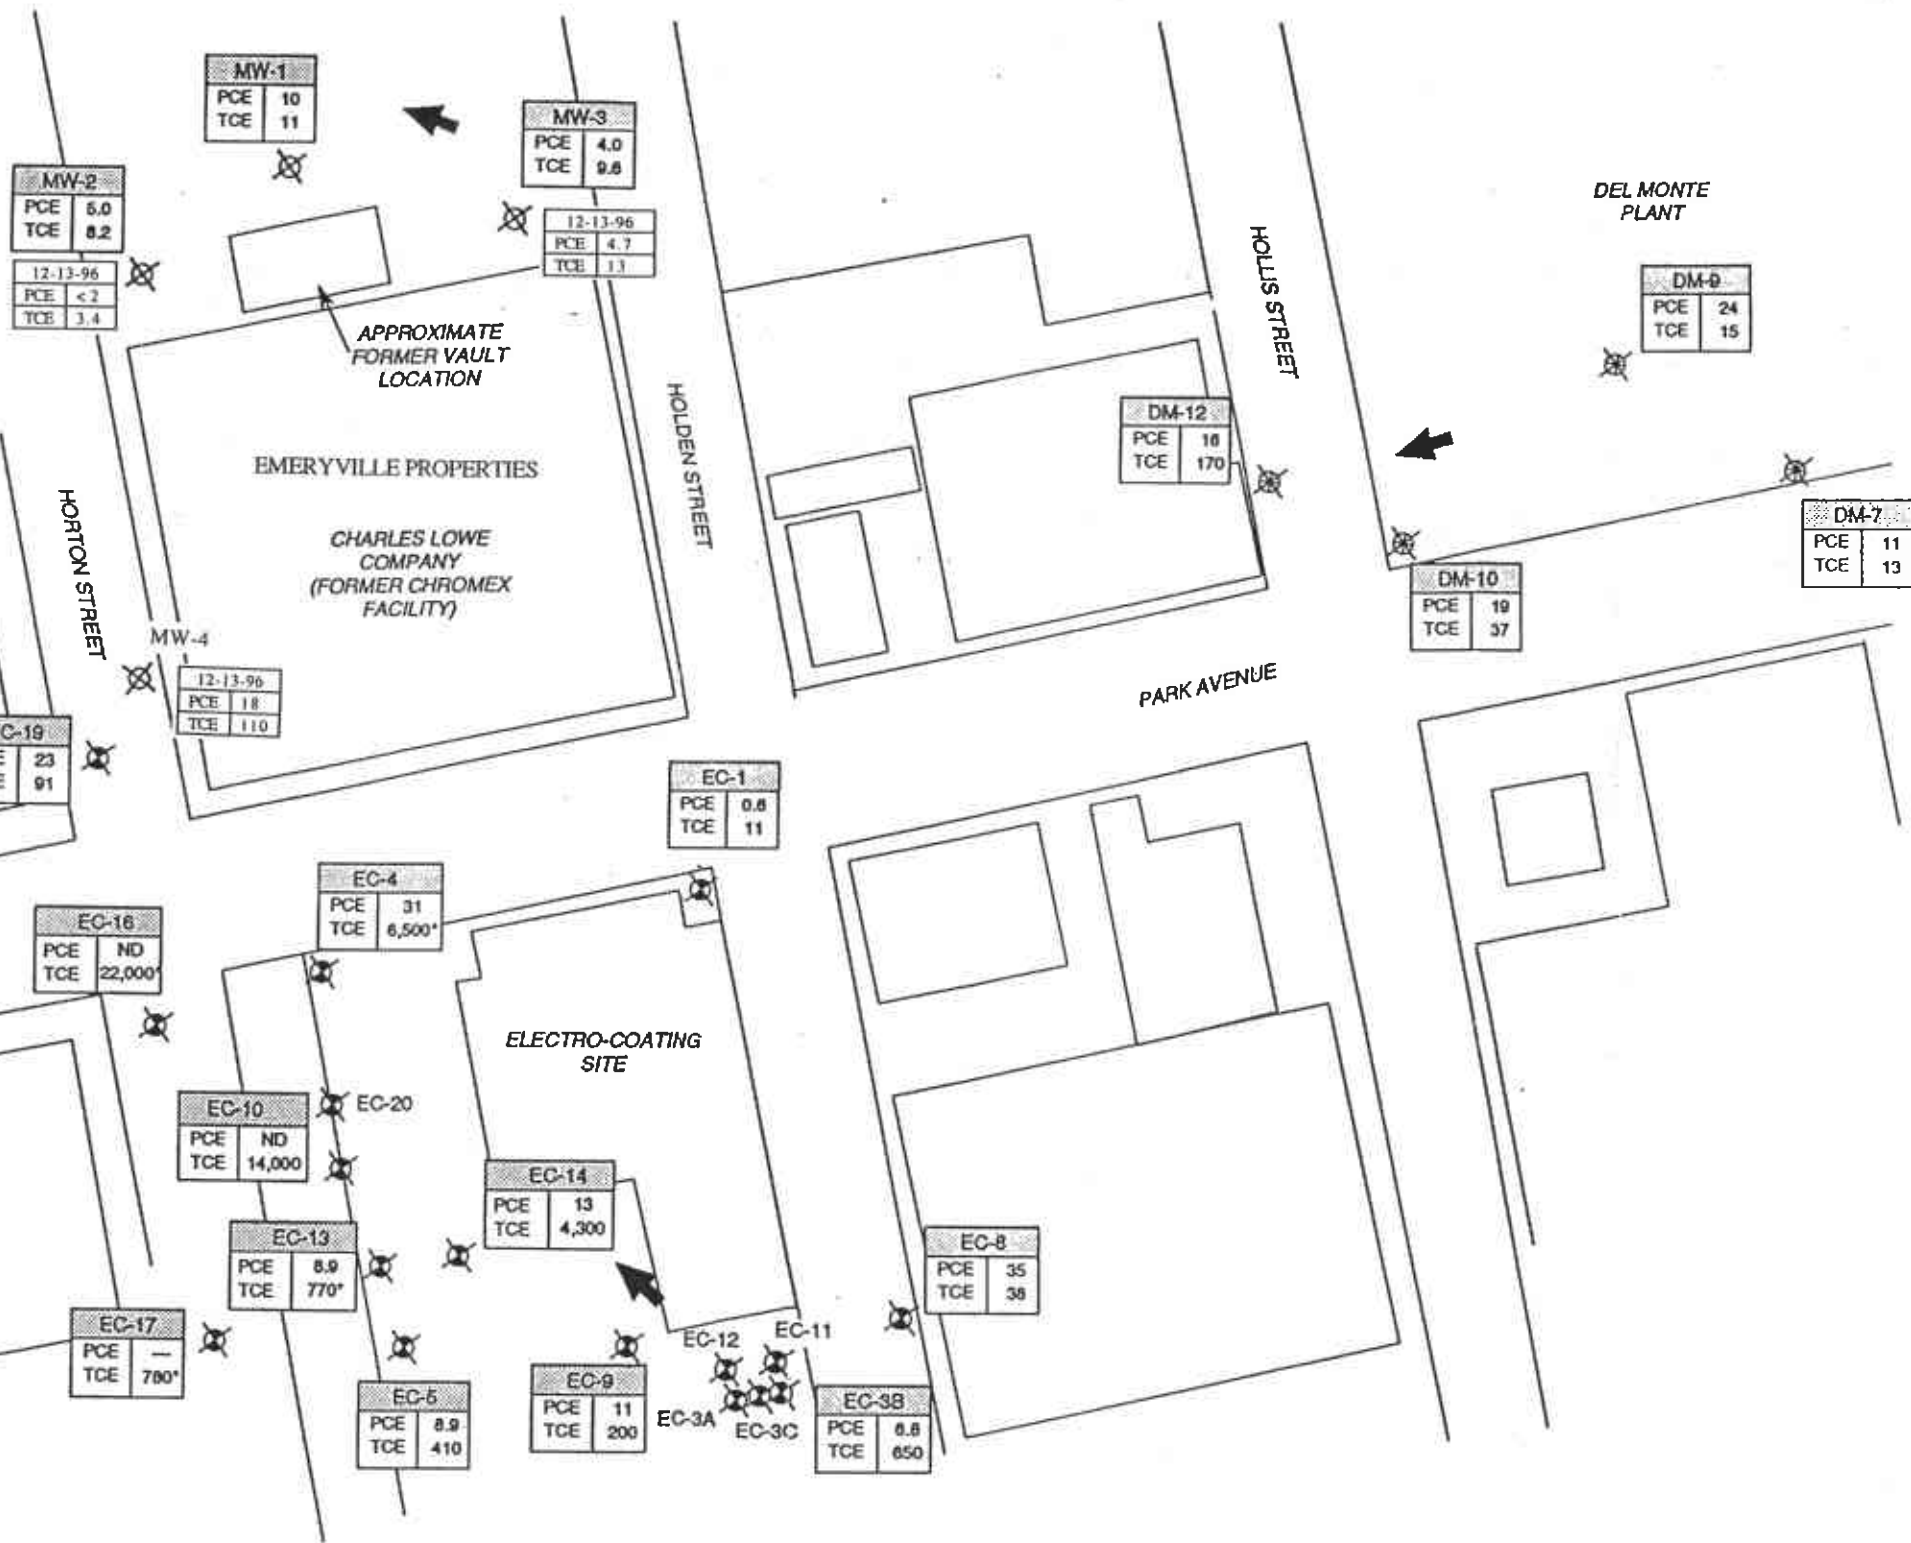 MW-1
PCE 10
TCE 11
MW-3
PCE 4.0
TCE 9.6
MW-2
PCE 5.0
TCE 8.2
12-13-96
PCE 4.7
TCE 13
12-13-96
PCE <2
TCE 3.4
DEL MONTE
PLANT
DM-9
PCE 24
TCE 15
HOLLIS STREET
APPROXIMATE
FORMER VAULT
LOCATION
HOLDEN STREET
DM-12
PCE 16
TCE 170
EMERYVILLE PROPERTIES
CHARLES LOWE
COMPANY
(FORMER CHROMEX
FACILITY)
HORTON STREET
DM-7
PCE 11
TCE 13
DM-10
PCE 19
TCE 37
MW-4
12-13-96
PCE 18
TCE 110
PARK AVENUE
C-19
E 23
E 91
EC-1
PCE 0.6
TCE 11
EC-4
PCE 31
TCE 6,500*
EC-16
PCE ND
TCE 22,000*
ELECTRO-COATING
SITE
EC-20
EC-10
PCE ND
TCE 14,000
EC-14
PCE 13
TCE 4,300
EC-13
PCE 8.9
TCE 770*
EC-8
PCE 35
TCE
EC-17
PCE —
TCE 780*
EC-12
EC-11
EC-9
PCE 11
TCE 200
EC-5
PCE 8.9
TCE 410
EC-3A
EC-3C
EC-3B
PCE
TCE 650